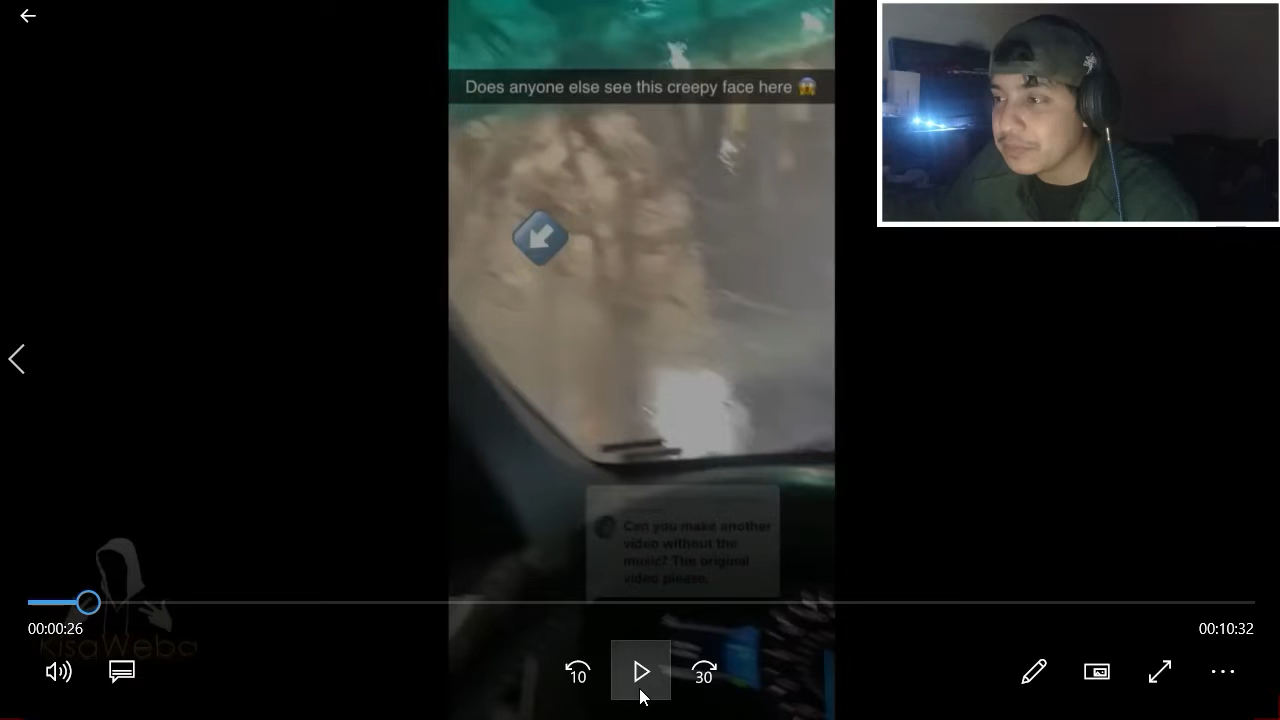 Does anyone else see this creepy face here 😱
Can you make another
video without the
music? The original
video please.
KisaWeba
00:00:26
00:10:32
10
30